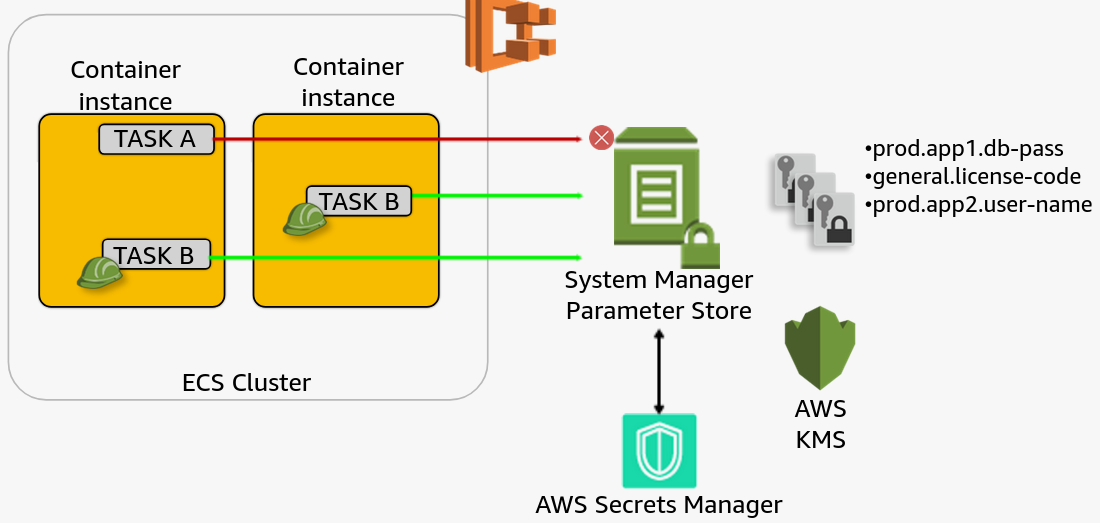 Container
instance
Container
instance
TASK A
TASK B
TASK B
ECS Cluster
System Manager
Parameter Store
•prod.app1.db-pass
•general.license-code
•prod.app2.user-name
AWS
KMS
AWS Secrets Manager